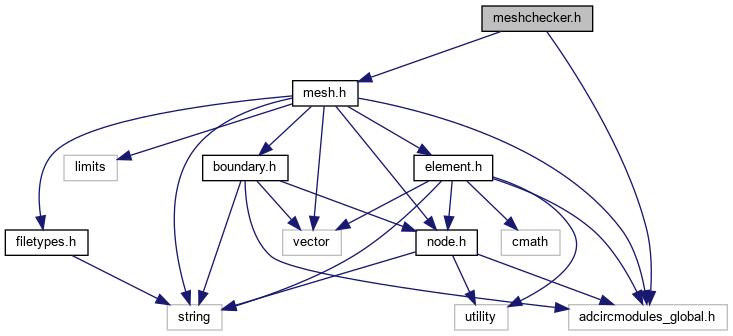 meshchecker.h
mesh.h
limits
boundary.h
element.h
filetypes.h
vector
node.h
cmath
string
utility
adcircmodules_global.h